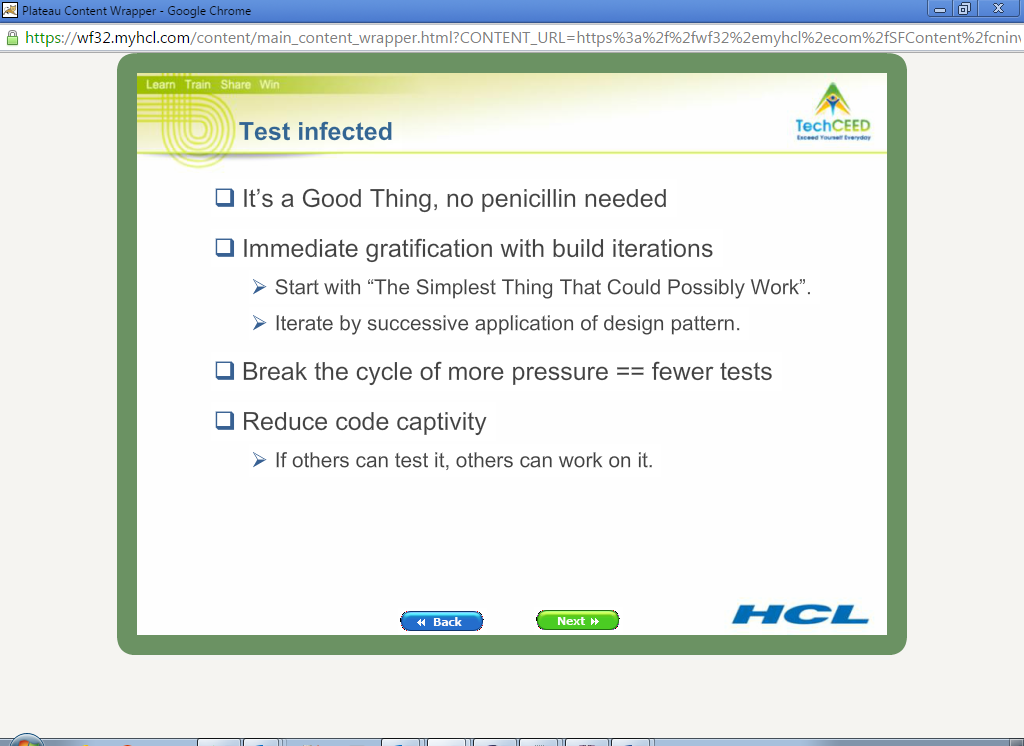 Plateau Content Wrapper - Google Chrome
https://wf32.myhcl.com/content/main_content_wrapper.html?CONTENT_URL=https%3a%2f%2fwf32%2emyhcl%2ecom%2fSFContent%2fcninv
Learn Train Share Win
TechCEED
Exceed Yourself Everyday
Test infected
It's a Good Thing, no penicillin needed
Immediate gratification with build iterations
Start with “The Simplest Thing That Could Possibly Work”.
Iterate by successive application of design pattern.
Break the cycle of more pressure == fewer tests
Reduce code captivity
If others can test it, others can work on it.
Back
Next
HCL